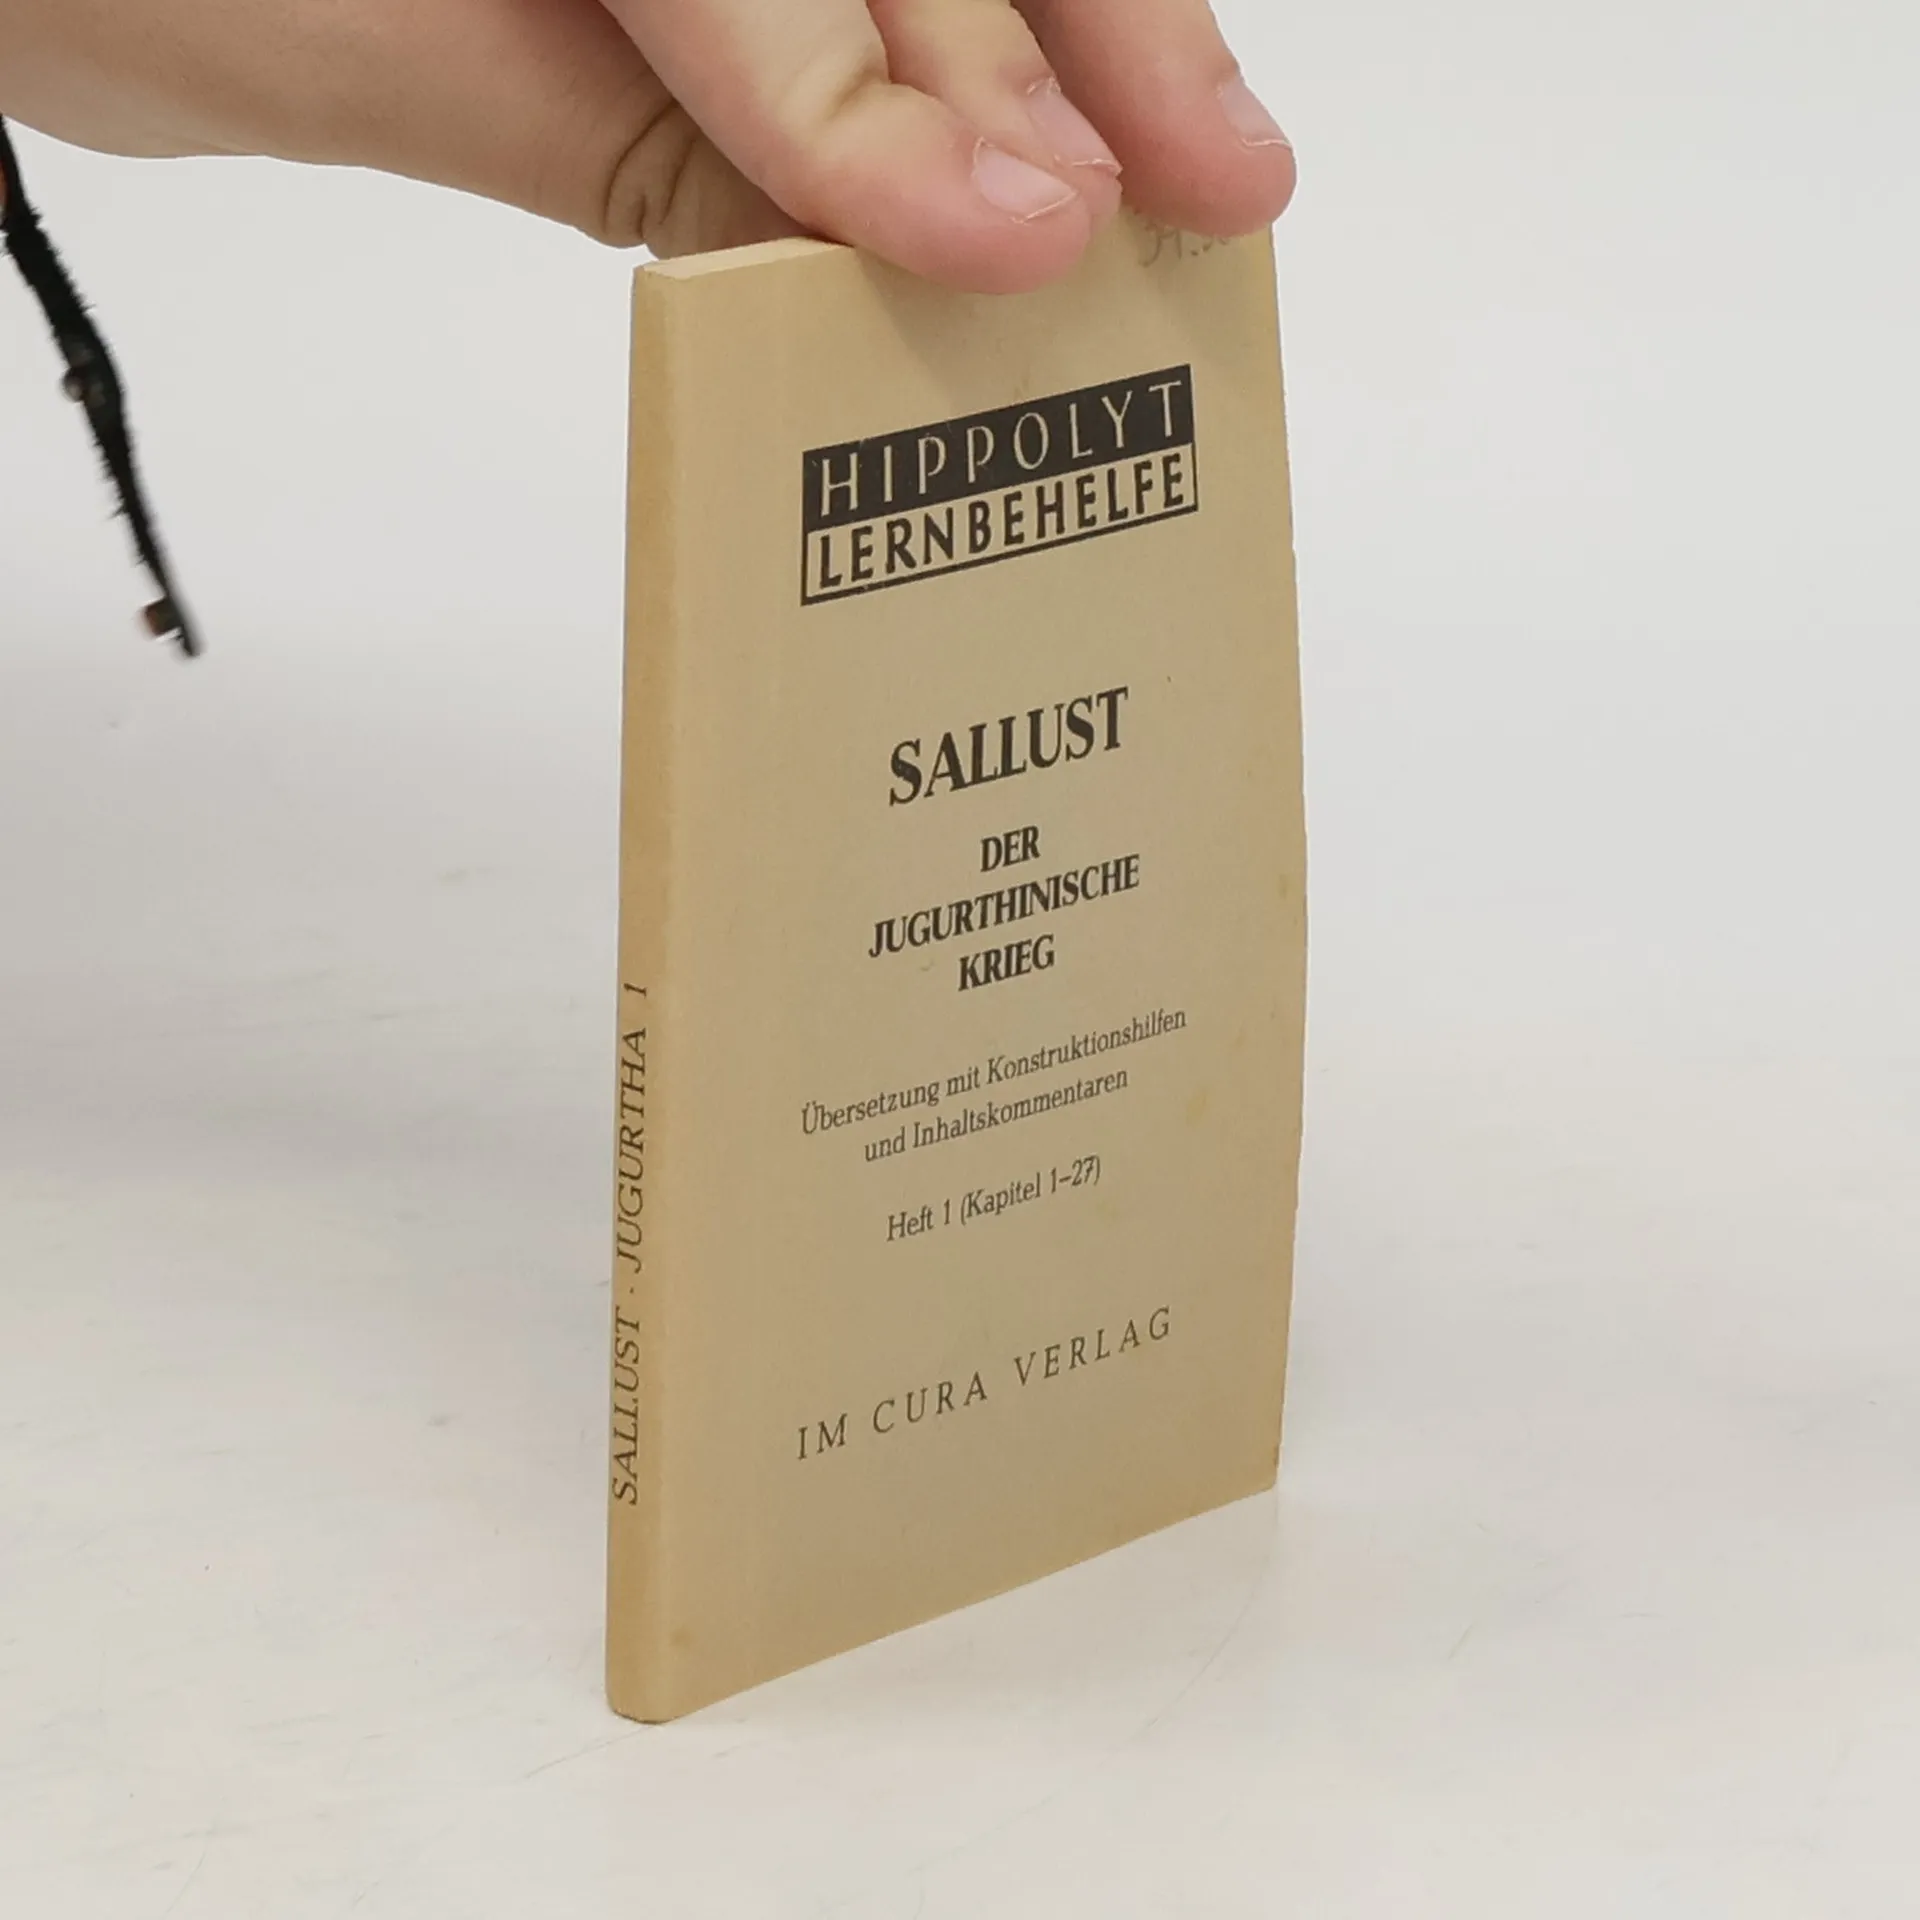 HIPPOLYT
LERNBEHELFE
SALLUST
DER
JUGURTHINISCHE
KRIEG
Übersetzung mit Konstruktionshilfen
und Inhaltskommentaren
Heft 1 (Kapitel 1–27)
IM CURA VERLAG
SALLUST · JUGURTHA 1